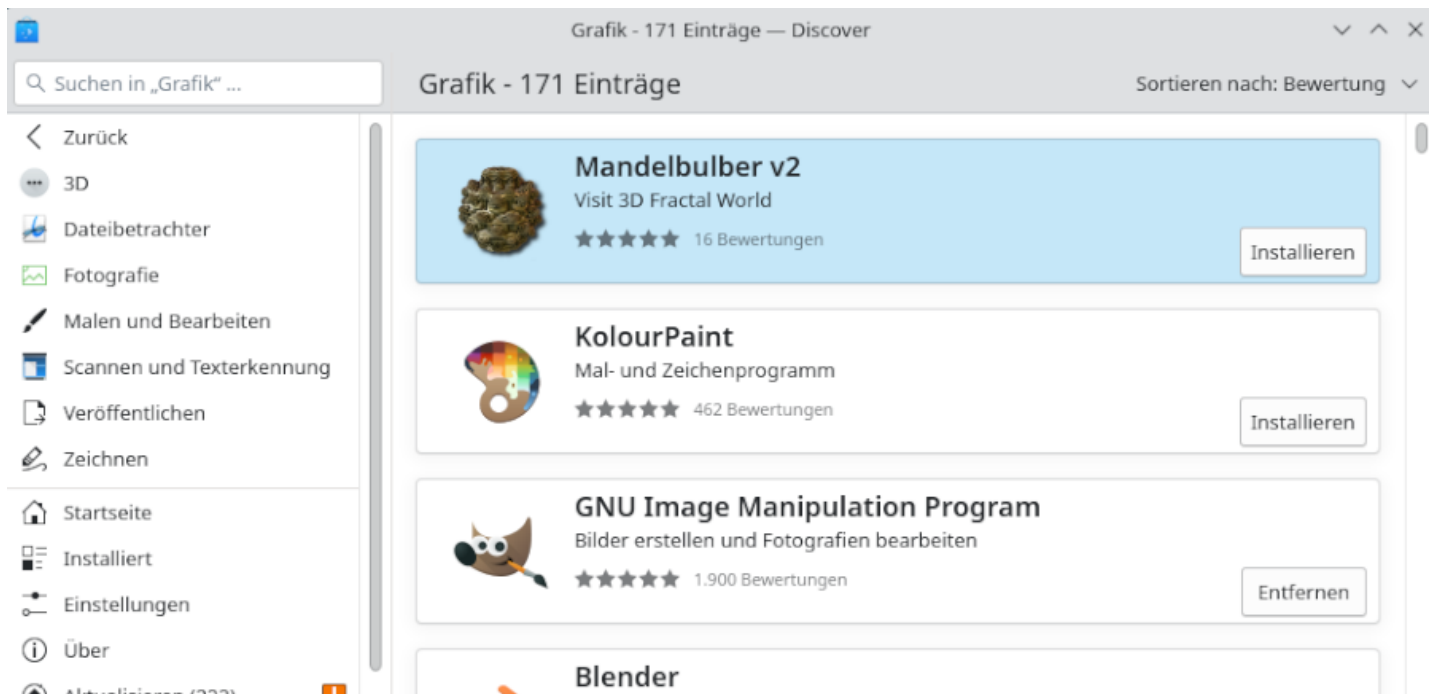 Grafik - 171 Einträge — Discover
Suchen in „Grafik“ ...
Grafik - 171 Einträge
Sortieren nach: Bewertung
Zurück
3D
Dateibetrachter
Fotografie
Malen und Bearbeiten
Scannen und Texterkennung
Veröffentlichen
Zeichnen
Startseite
Installiert
Einstellungen
Über
Mandelbulber v2
Visit 3D Fractal World
16 Bewertungen
Installieren
KolourPaint
Mal- und Zeichenprogramm
462 Bewertungen
Installieren
GNU Image Manipulation Program
Bilder erstellen und Fotografien bearbeiten
1.900 Bewertungen
Entfernen
Blender